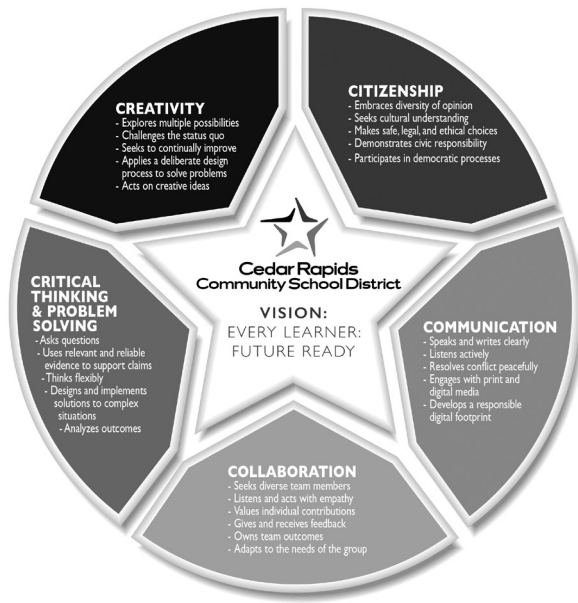 CREATIVITY
- Explores multiple possibilities
- Challenges the status quo
- Seeks to continually improve
- Applies a deliberate design
process to solve problems
- Acts on creative ideas
CITIZENSHIP
- Embraces diversity of opinion
- Seeks cultural understanding
- Makes safe, legal, and ethical choices
- Demonstrates civic responsibility
- Participates in democratic processes
Cedar Rapids
Community School District
VISION:
EVERY LEARNER:
FUTURE READY
CRITICAL
THINKING
& PROBLEM
SOLVING
- Asks questions
- Uses relevant and reliable
evidence to support claims
- Thinks flexibly
- Designs and implements
solutions to complex
situations
- Analyzes outcomes
COMMUNICATION
- Speaks and writes clearly
- Listens actively
- Resolves conflict peacefully
- Engages with print and
digital media
- Develops a responsible
digital footprint
COLLABORATION
- Seeks diverse team members
- Listens and acts with empathy
- Values individual contributions
- Gives and receives feedback
- Owns team outcomes
- Adapts to the needs of the group